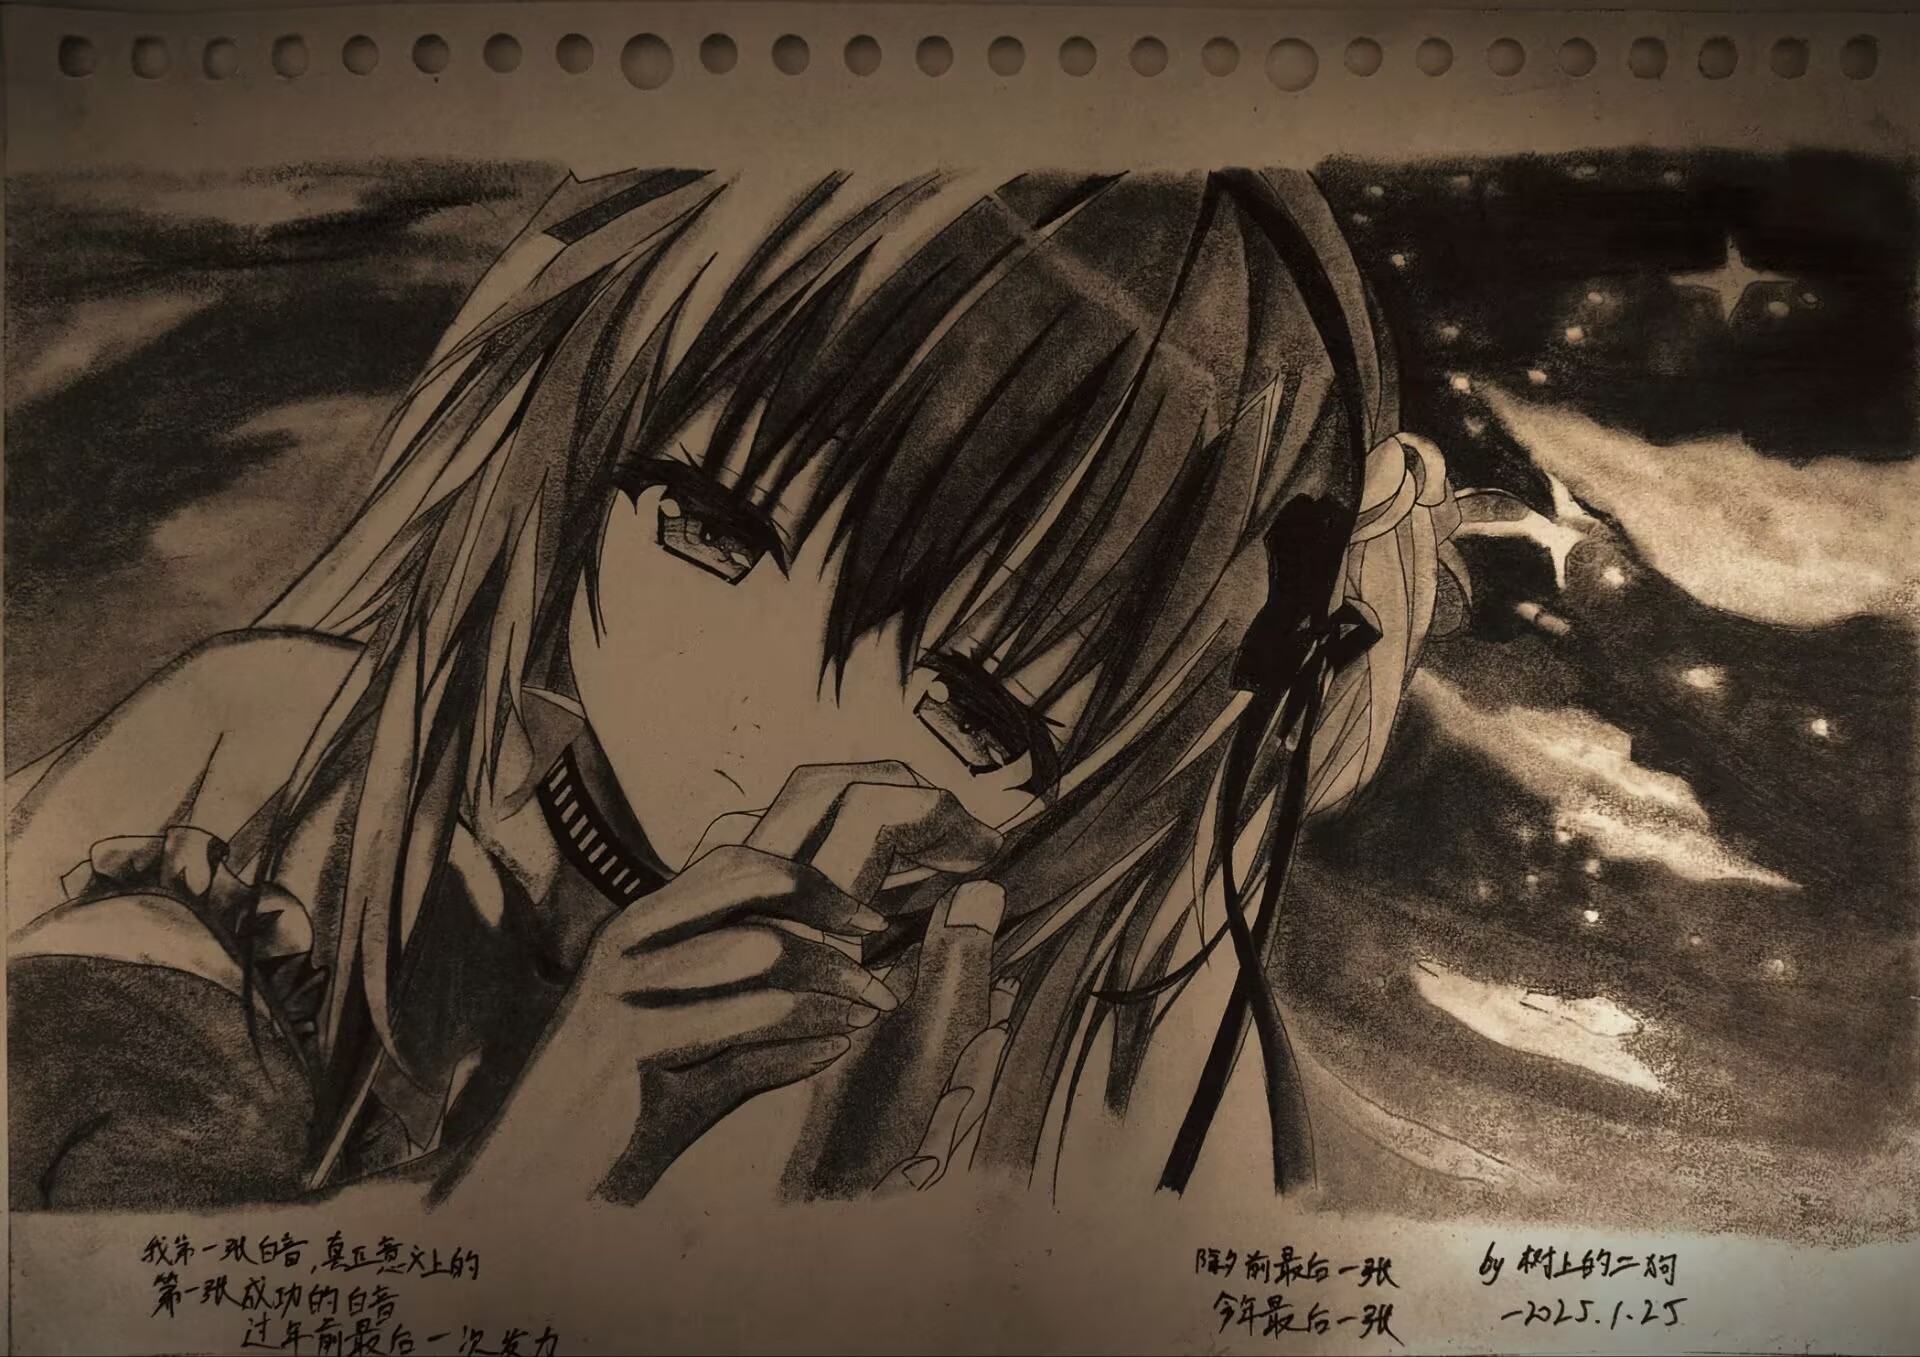 我第一张白音,真正意义上的
第一张成功的白音
过年前最后一次发力
除夕前最后一张
今年最后一张
by 树上的二狗
-2025.1.25